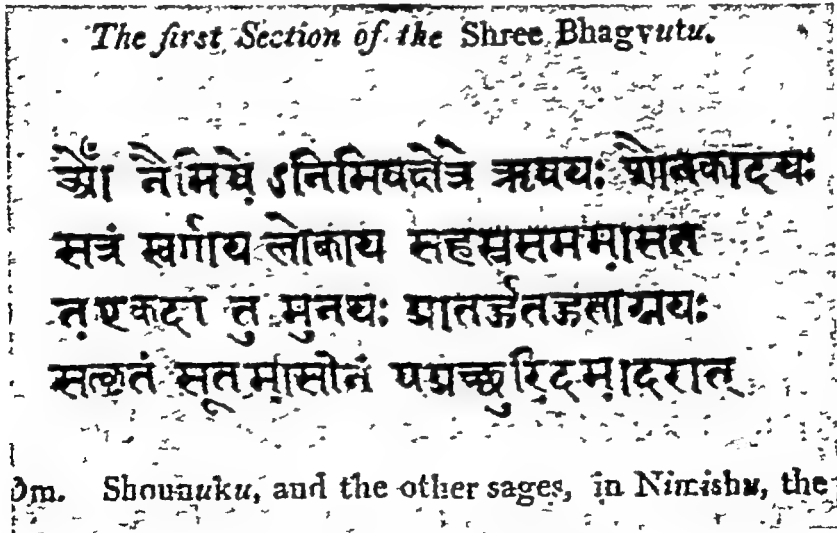 The first Section of the Shree Bhagvutu.
ओँ नैमिषे ऽनिमिषक्षेत्रे ऋषयः शौनकादयः
सत्रं स्वर्गाय लोकाय सहस्रसममासत
त एकदा तु मुनयः प्रातर्हुतहुताग्नयः
सत्कृतं सूतमासीनं पप्रच्छुरिदमादरात्
Om. Shounuku, and the other sages, in Nimishu, the